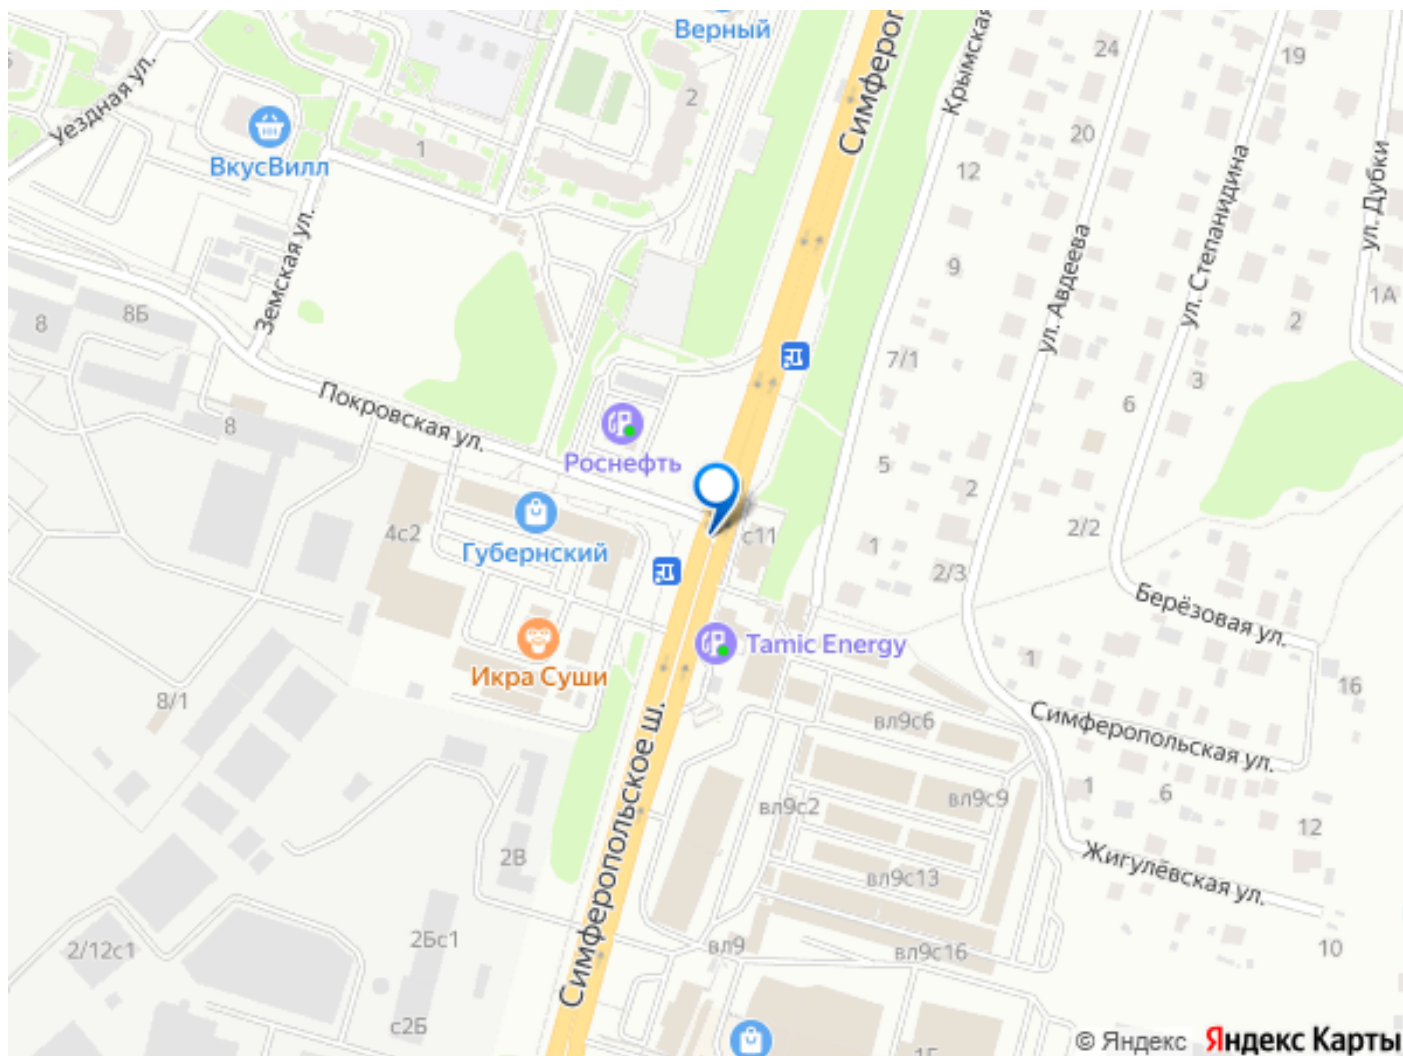 Верный
24
19
Уездная ул.
2
Симферо
Крымская
20
ВкусВилл
1
12
ул. Степанидина
ул. Дубки
Земская ул.
9
ул. Авдеева
1А
8
8Б
2
7/1
3
6
Покровская ул.
8
Роснефть
5
2
4с2
Губернский
с11
1
2/2
2/3
Берёзовая ул.
Tamic Energy
1
Икра Суши
16
8/1
Симферопольское ш.
вл9с6
Симферопольская ул.
1
6
вл9с2
вл9с9
12
2В
вл9с13
Жигулёвская ул.
2Бс1
2/12с1
вл9
вл9с16
10
с2Б
© Яндекс Яндекс Карты